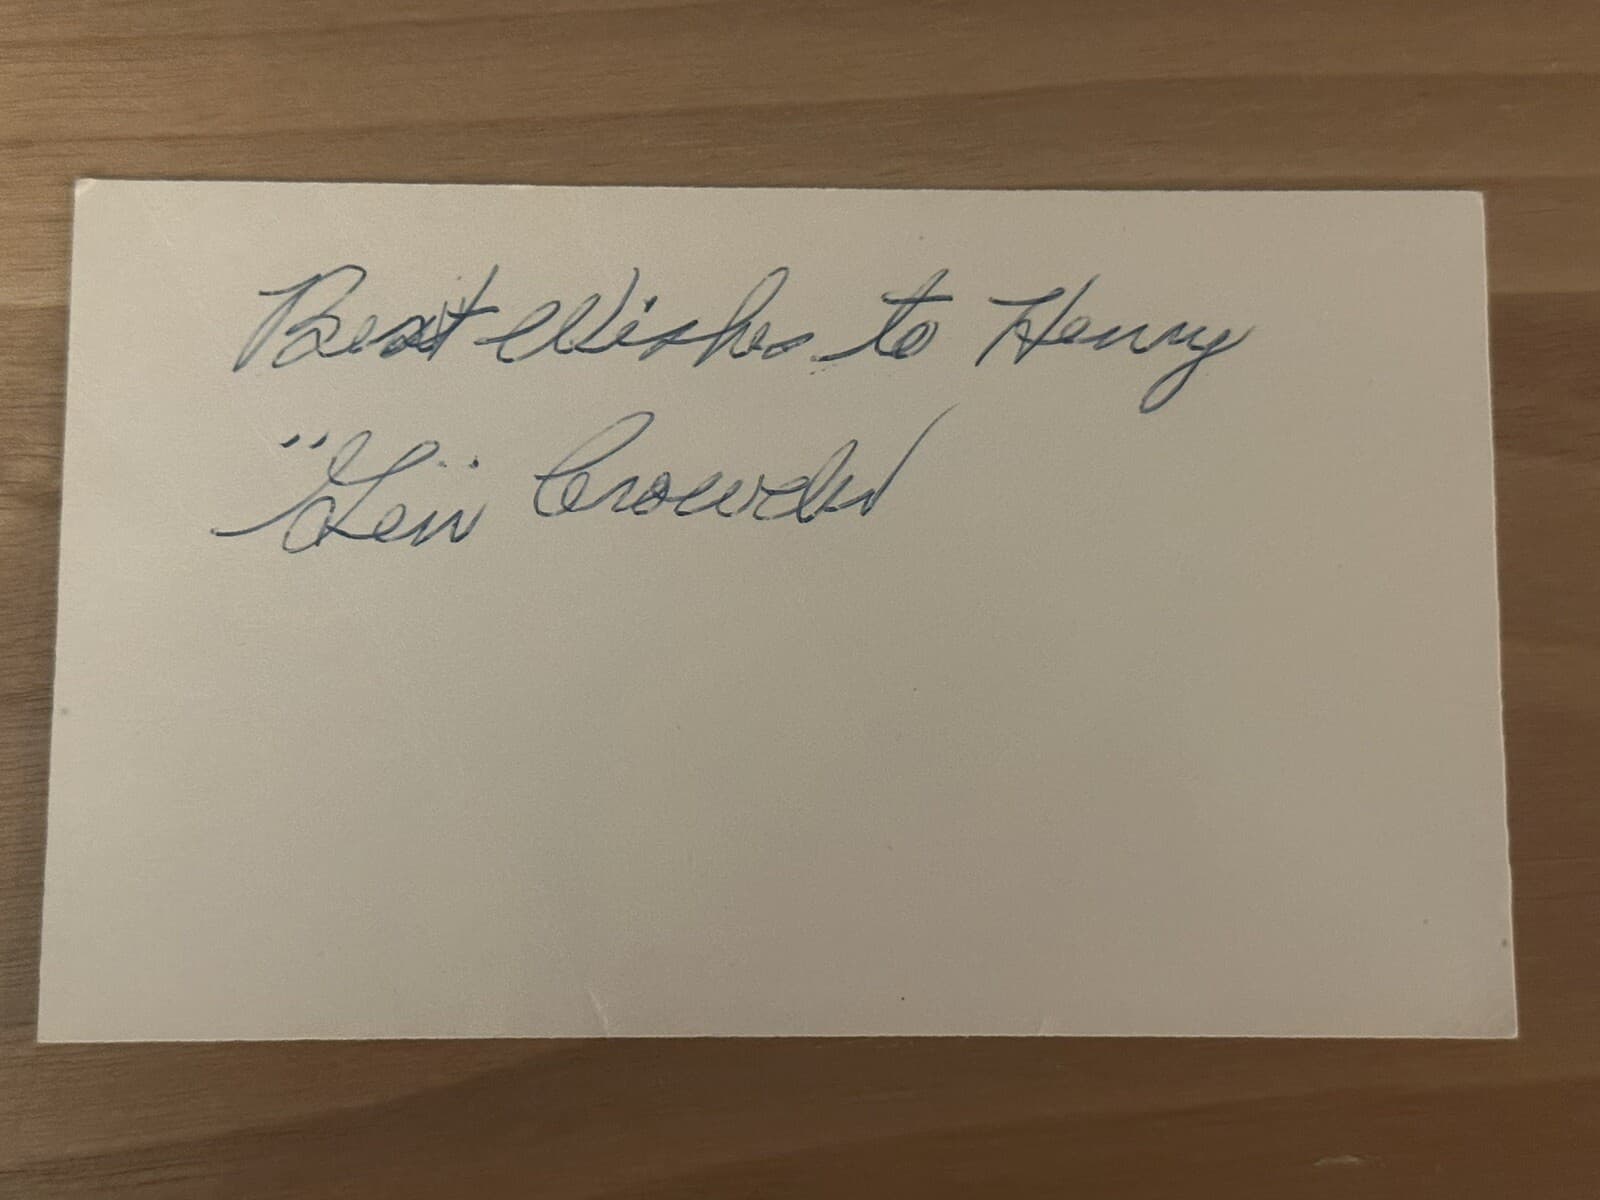 Best Wishes to Henry
"Gen" Crowder